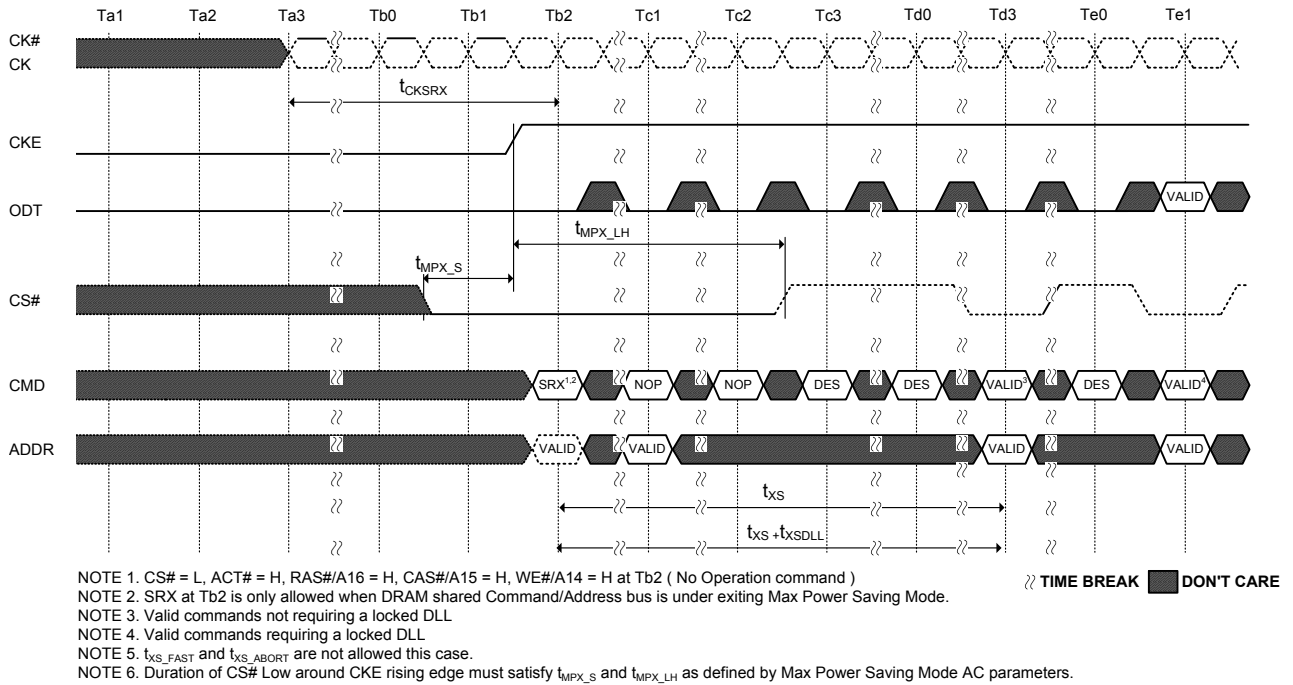 Ta1 Ta2 Ta3 Tb0 Tb1 Tb2 Tc1 Tc2 Tc3 Td0 Td3 Te0 Te1
CK#
CK
tCKSRX
CKE
ODT
VALID
tMPX_LH
tMPX_S
CS#
CMD
SRX1,2 NOP NOP DES DES VALID3 DES VALID4
ADDR
VALID VALID VALID VALID
tXS
tXS +tXSDLL
NOTE 1. CS# = L, ACT# = H, RAS#/A16 = H, CAS#/A15 = H, WE#/A14 = H at Tb2 ( No Operation command )
TIME BREAK DON'T CARE
NOTE 2. SRX at Tb2 is only allowed when DRAM shared Command/Address bus is under exiting Max Power Saving Mode.
NOTE 3. Valid commands not requiring a locked DLL
NOTE 4. Valid commands requiring a locked DLL
NOTE 5. tXS_FAST and tXS_ABORT are not allowed this case.
NOTE 6. Duration of CS# Low around CKE rising edge must satisfy tMPX_S and tMPX_LH as defined by Max Power Saving Mode AC parameters.